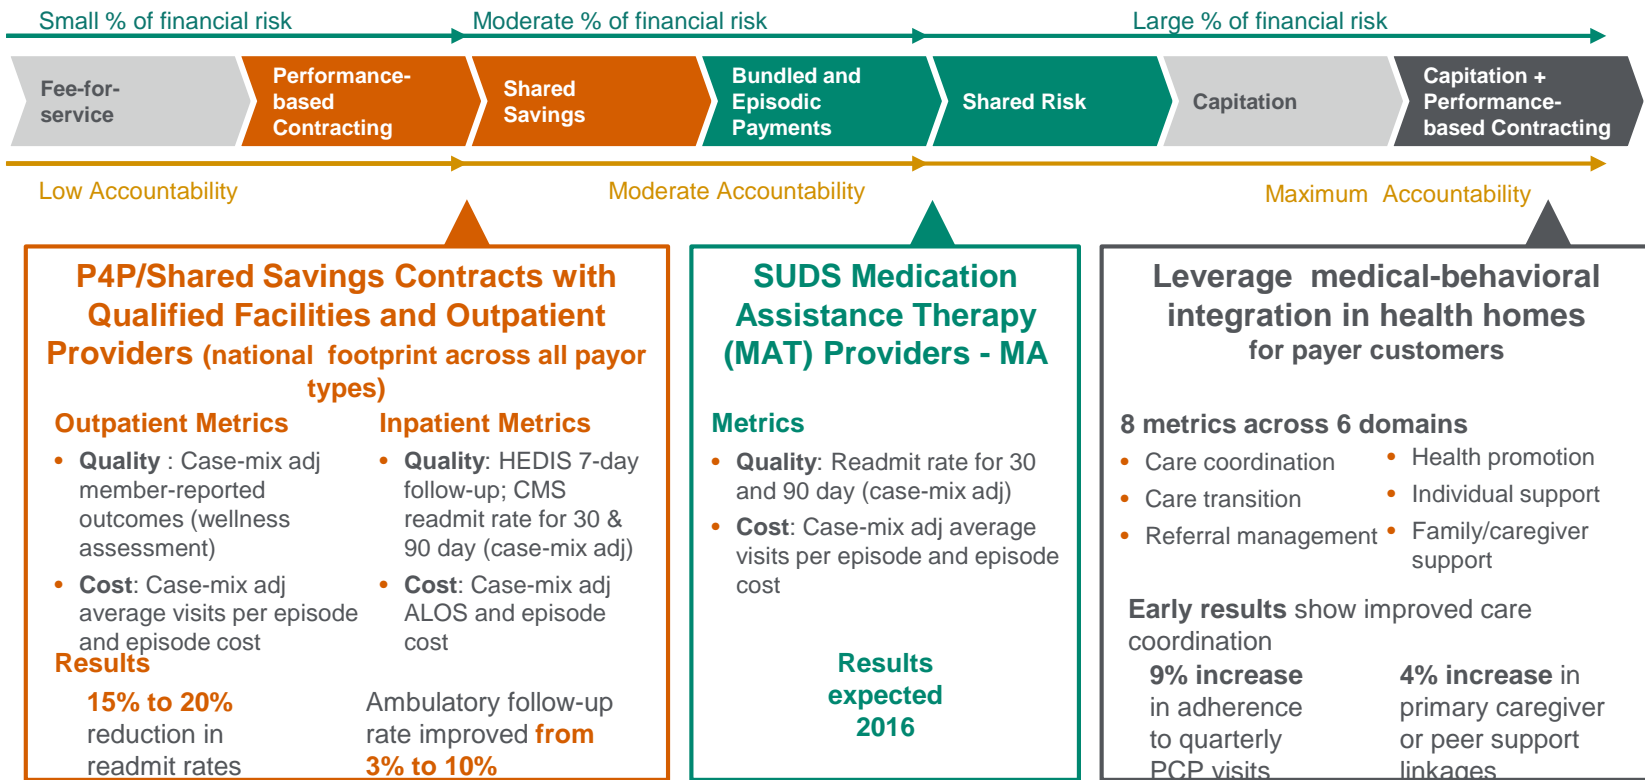 Small % of financial risk
Moderate % of financial risk
Large % of financial risk
Fee-for-
service
Performance-
based
Contracting
Shared
Savings
Bundled and
Episodic
Payments
Shared Risk
Capitation
Capitation +
Performance-
based Contracting
Low Accountability
Moderate Accountability
Maximum Accountability
P4P/Shared Savings Contracts with
Qualified Facilities and Outpatient
Providers (national footprint across all payor
types)
Outpatient Metrics
• Quality : Case-mix adj
member-reported
outcomes (wellness
assessment)
• Cost: Case-mix adj
average visits per episode
and episode cost
Inpatient Metrics
• Quality: HEDIS 7-day
follow-up; CMS
readmit rate for 30 &
90 day (case-mix adj)
• Cost: Case-mix adj
ALOS and episode
cost
Results
15% to 20%
reduction in
readmit rates
Ambulatory follow-up
rate improved from
3% to 10%
SUDS Medication
Assistance Therapy
(MAT) Providers - MA
Metrics
• Quality: Readmit rate for 30
and 90 day (case-mix adj)
• Cost: Case-mix adj average
visits per episode and episode
cost
Results
expected
2016
Leverage medical-behavioral
integration in health homes
for payer customers
8 metrics across 6 domains
• Care coordination
• Care transition
• Referral management
• Health promotion
• Individual support
• Family/caregiver
support
Early results show improved care
coordination
9% increase
in adherence
to quarterly
PCP visits
4% increase in
primary caregiver
or peer support
linkages